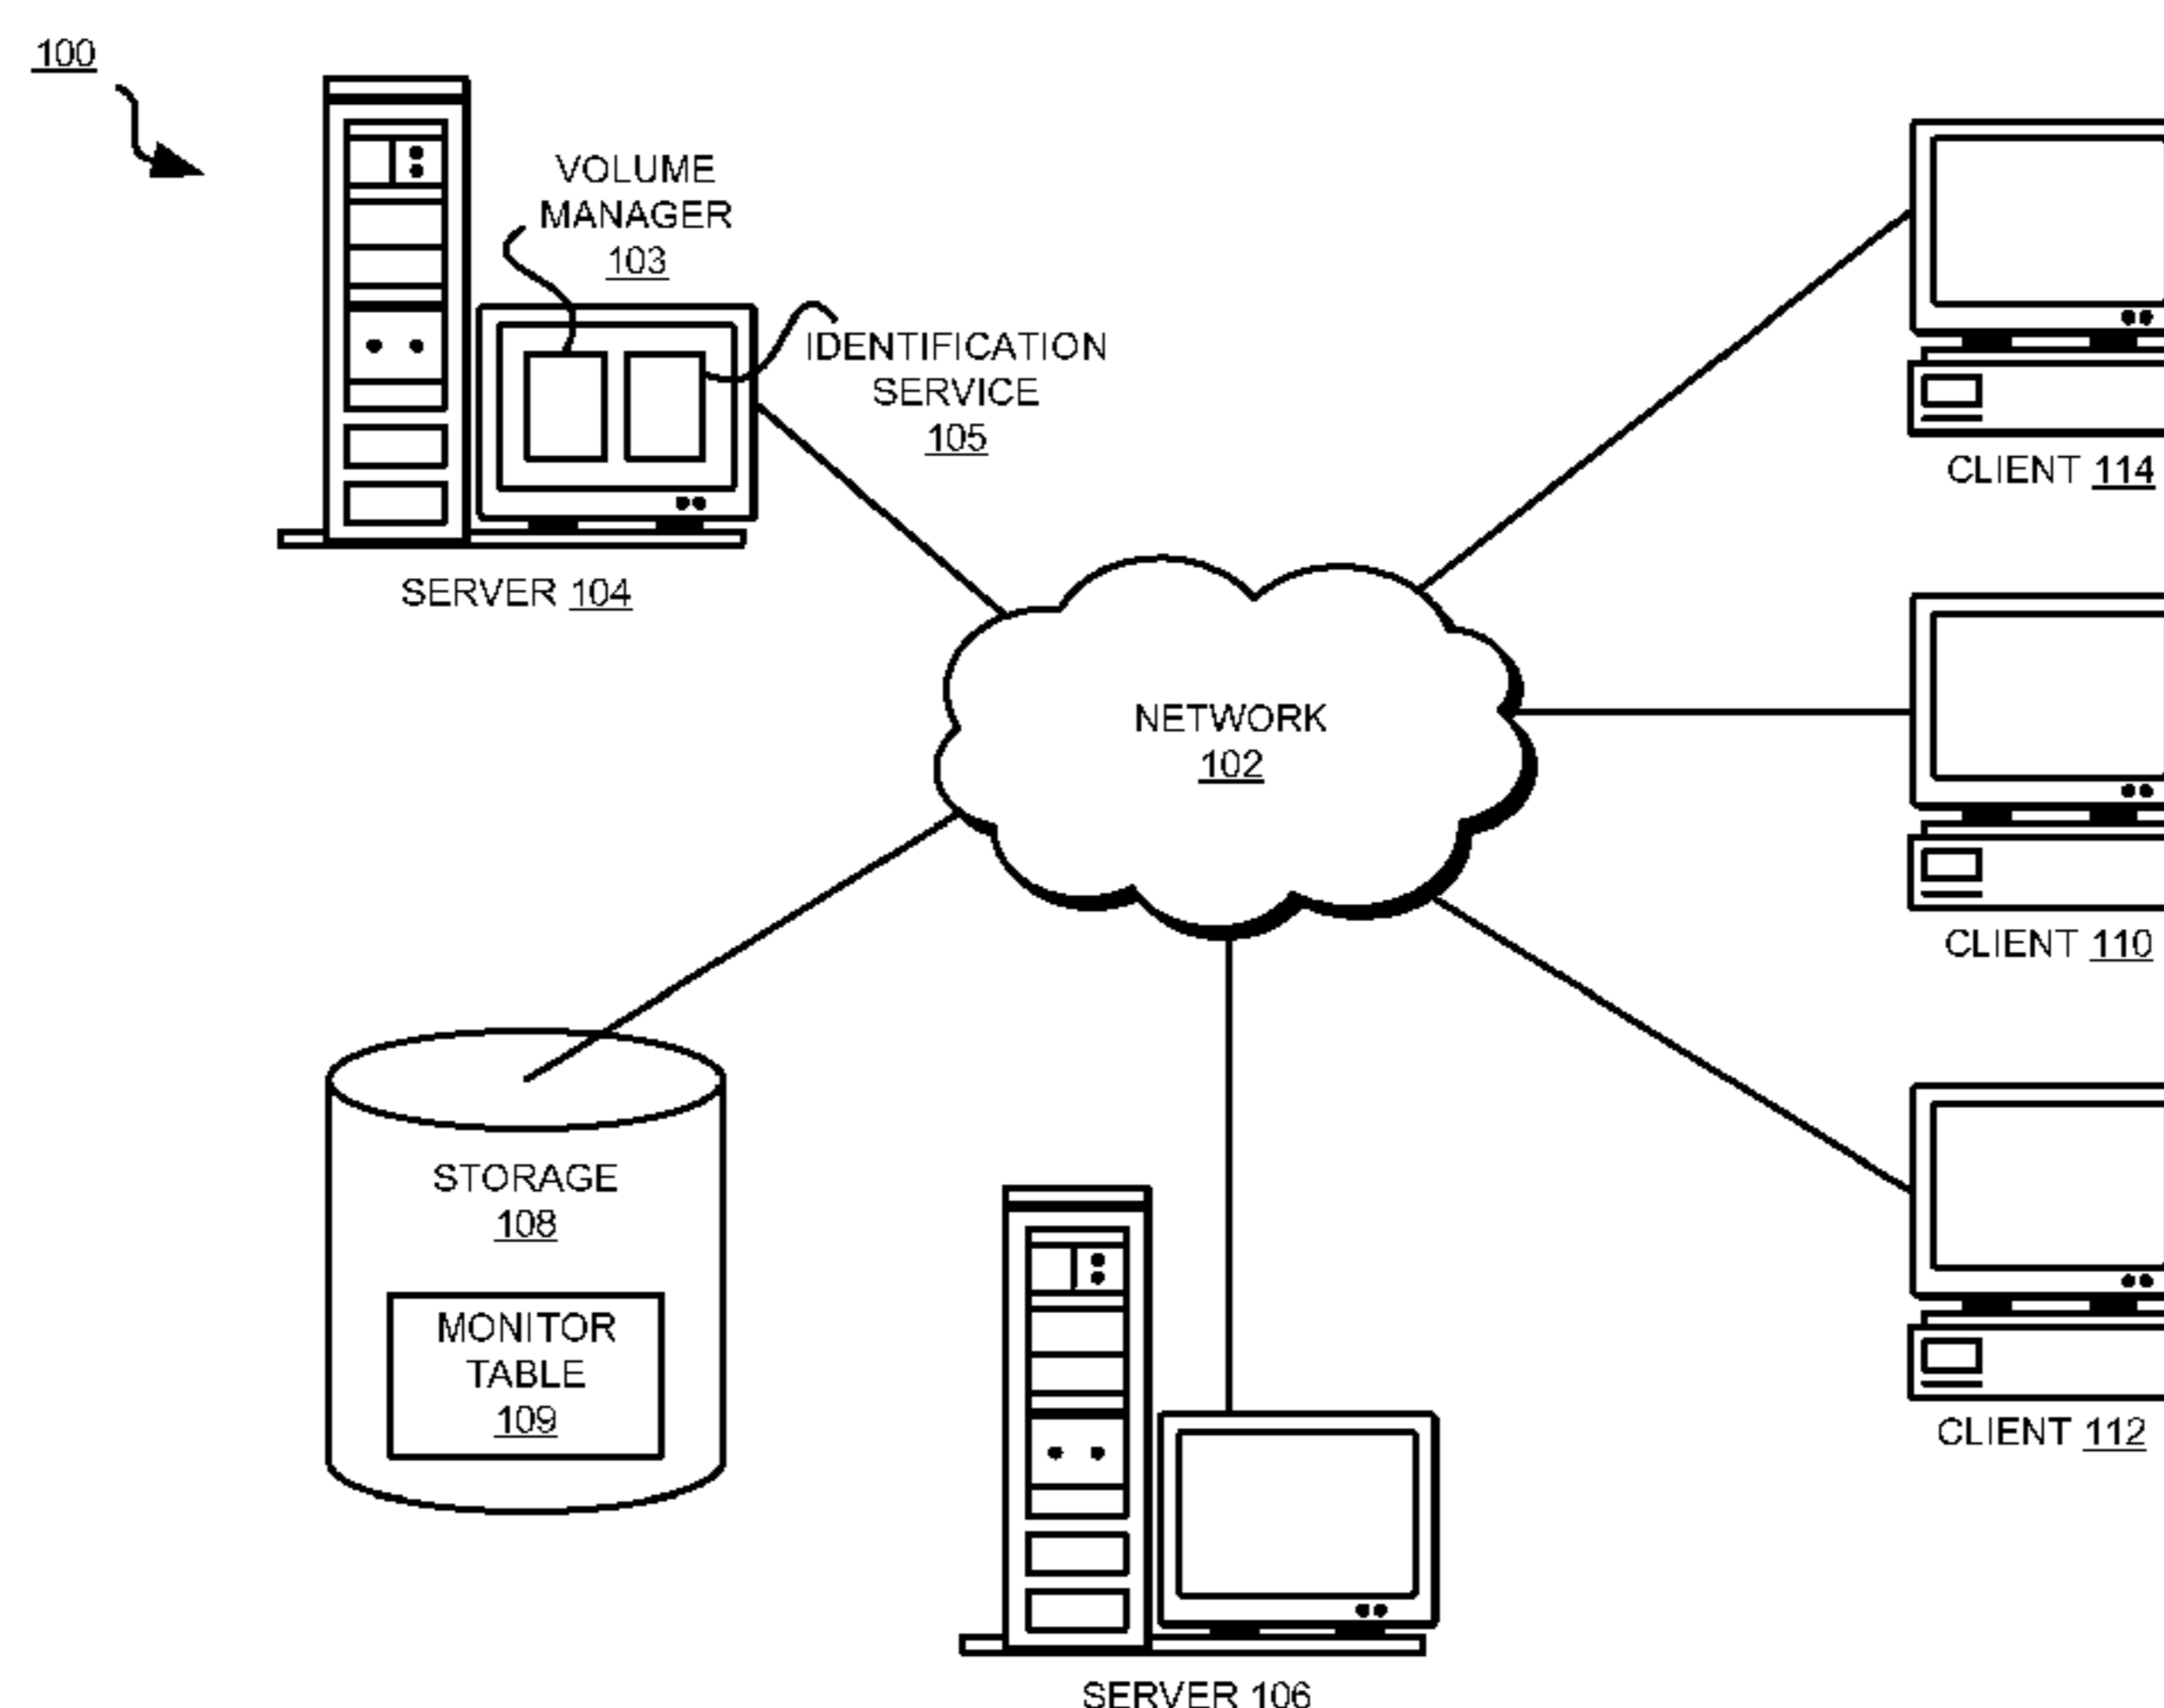 100
VOLUME
MANAGER
103
IDENTIFICATION
SERVICE
105
SERVER 104
CLIENT 114
NETWORK
102
CLIENT 110
STORAGE
108
MONITOR
TABLE
109
CLIENT 112
SERVER 106